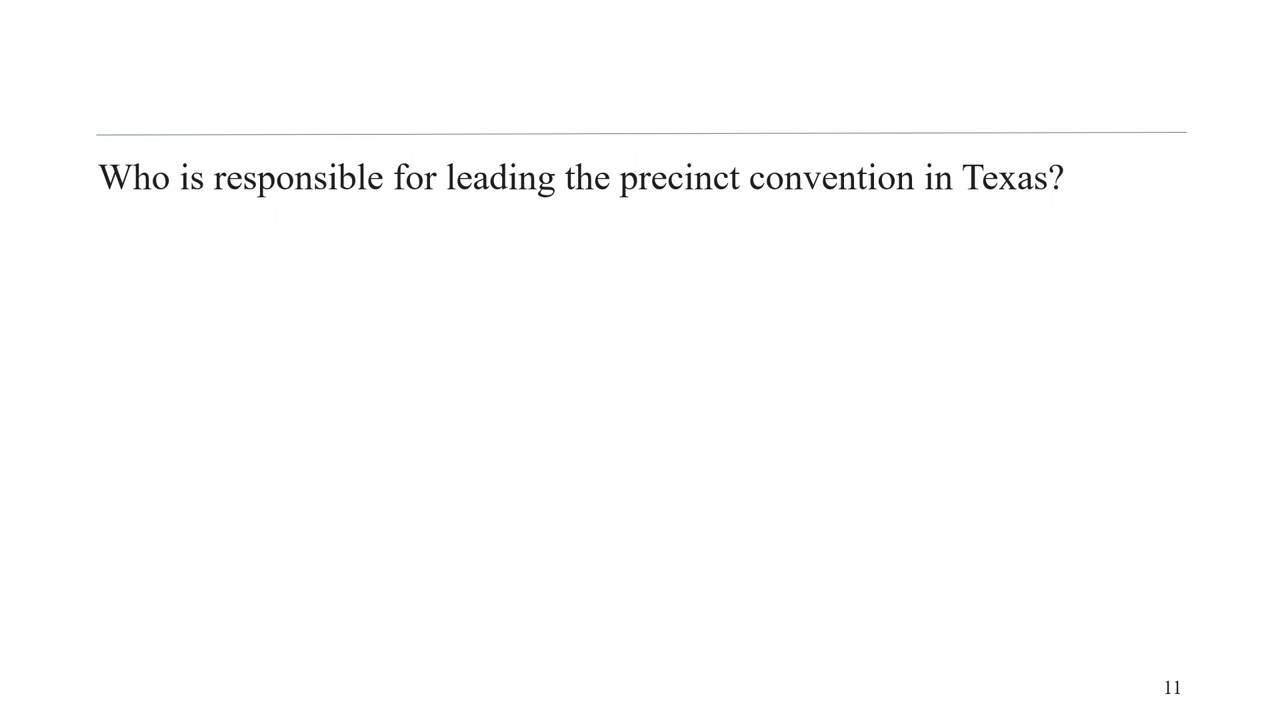 Who is responsible for leading the precinct convention in Texas?
11